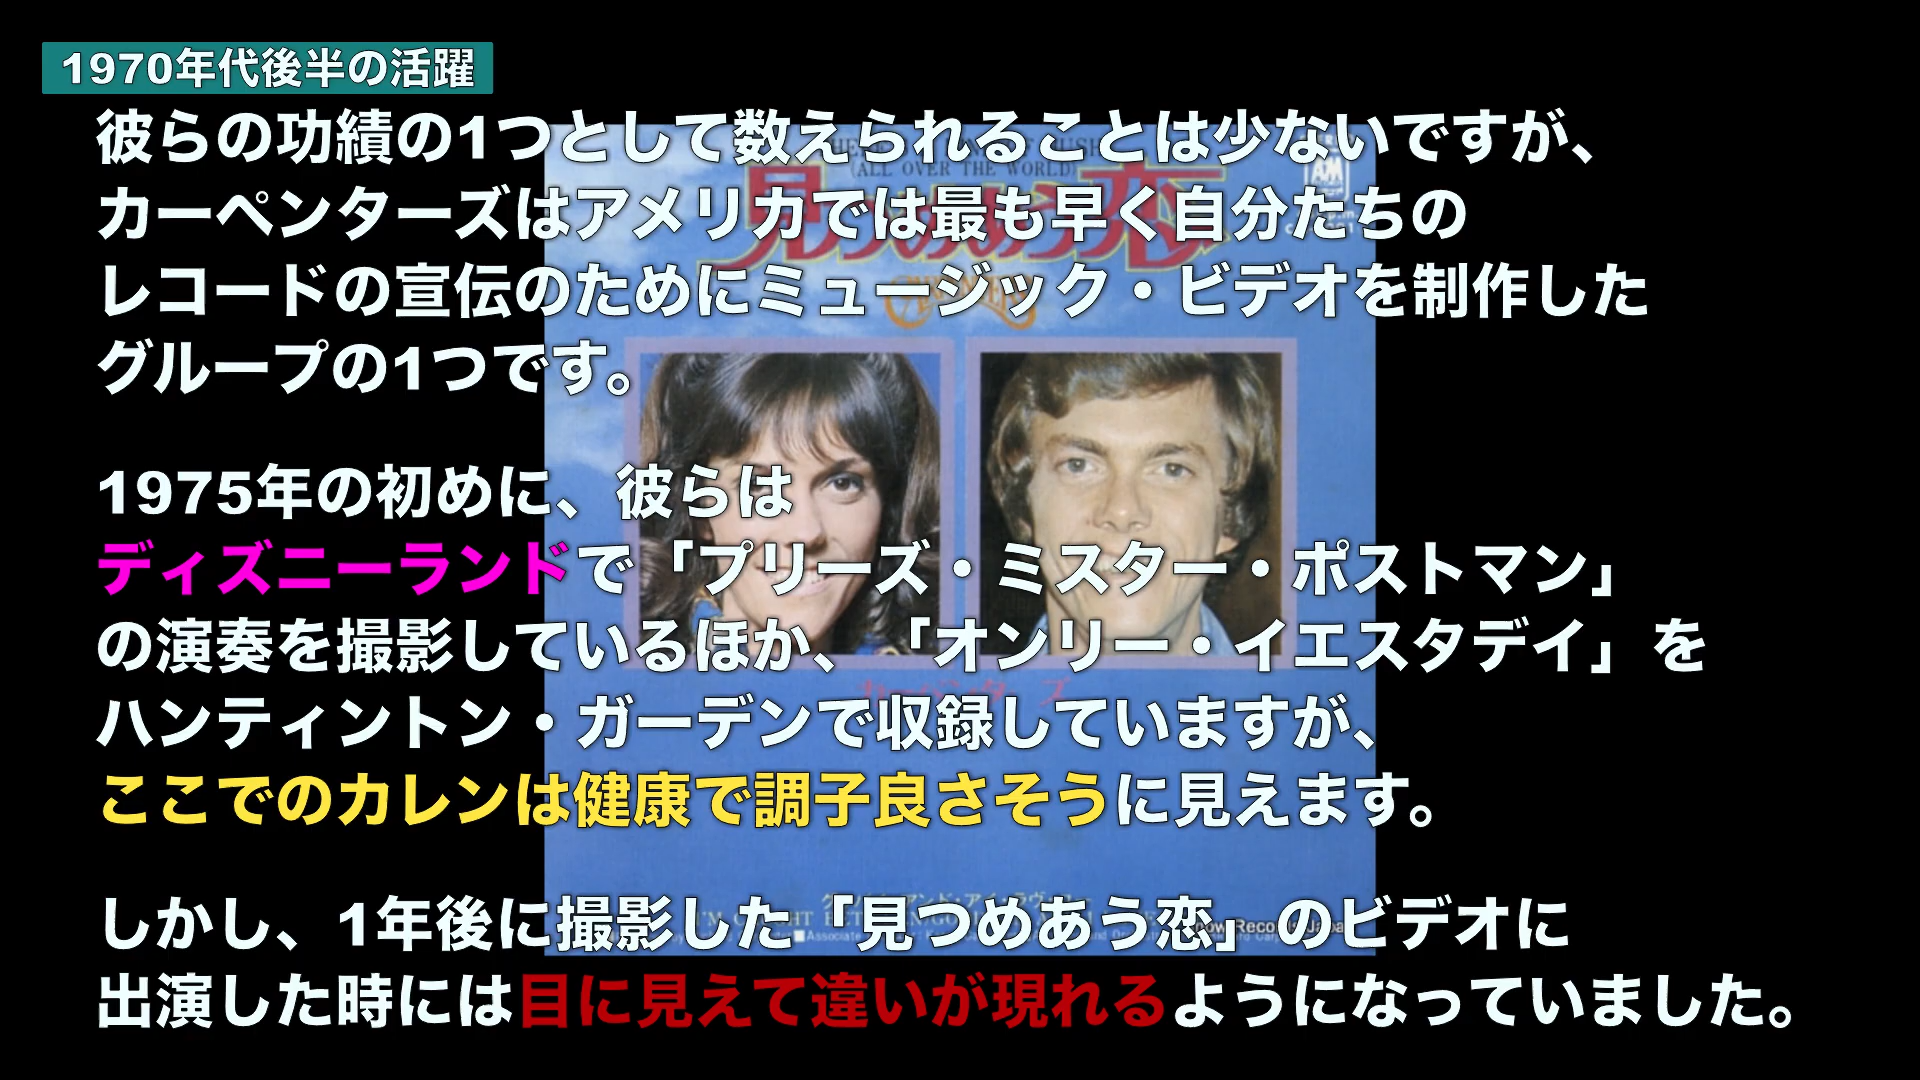 1970年代後半の活躍
彼らの功績の1つとして数えられることは少ないですが、
カーペンターズはアメリカでは最も早く自分たちの
レコードの宣伝のためにミュージック・ビデオを制作した
グループの1つです。
1975年の初めに、彼らは
ディズニーランドで「プリーズ・ミスター・ポストマン」
の演奏を撮影しているほか、「オンリー・イエスタデイ」を
ハンティントン・ガーデンで収録していますが、
ここでのカレンは健康で調子良さそうに見えます。
しかし、1年後に撮影した「見つめあう恋」のビデオに
出演した時には目に見えて違いが現れるようになっていました。
(ALL OVER THE WORLD)
カーペンターズ